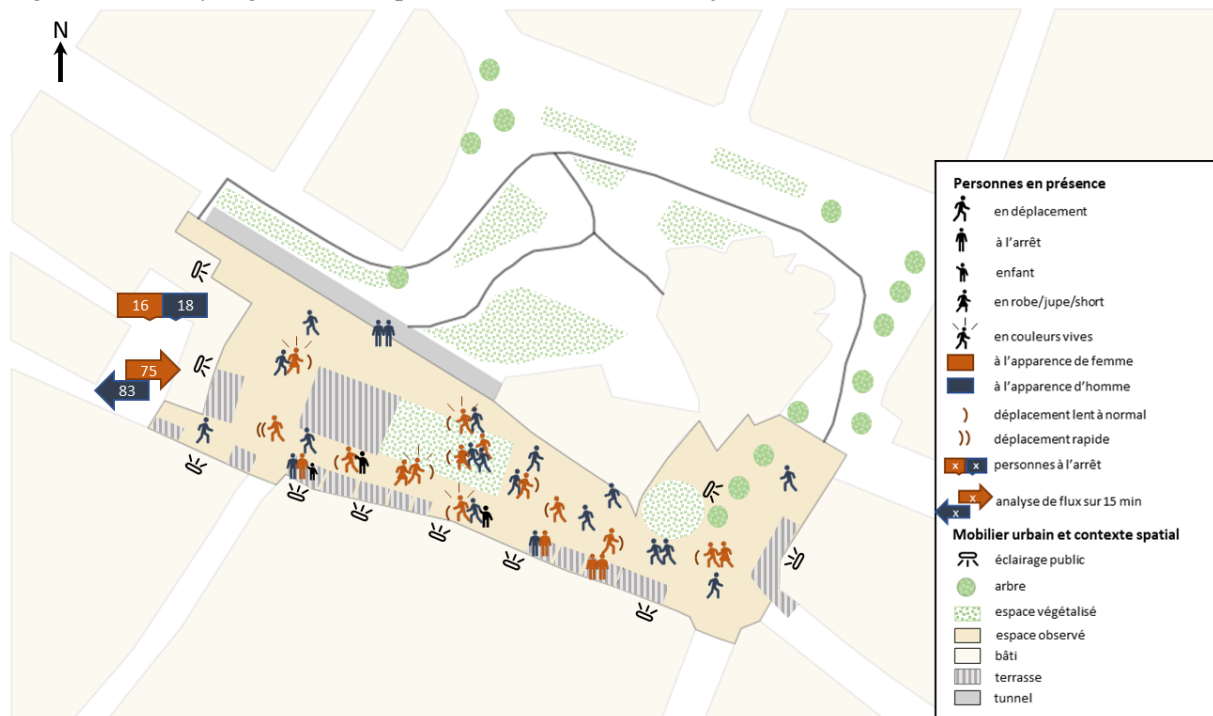 N
16 18
75
83
Personnes en présence
en déplacement
à l'arrêt
enfant
en robe/jupe/short
en couleurs vives
à l'apparence de femme
à l'apparence d'homme
déplacement lent à normal
déplacement rapide
x x personnes à l'arrêt
x
x
analyse de flux sur 15 min
Mobilier urbain et contexte spatial
éclairage public
arbre
espace végétalisé
espace observé
bâti
terrasse
tunnel